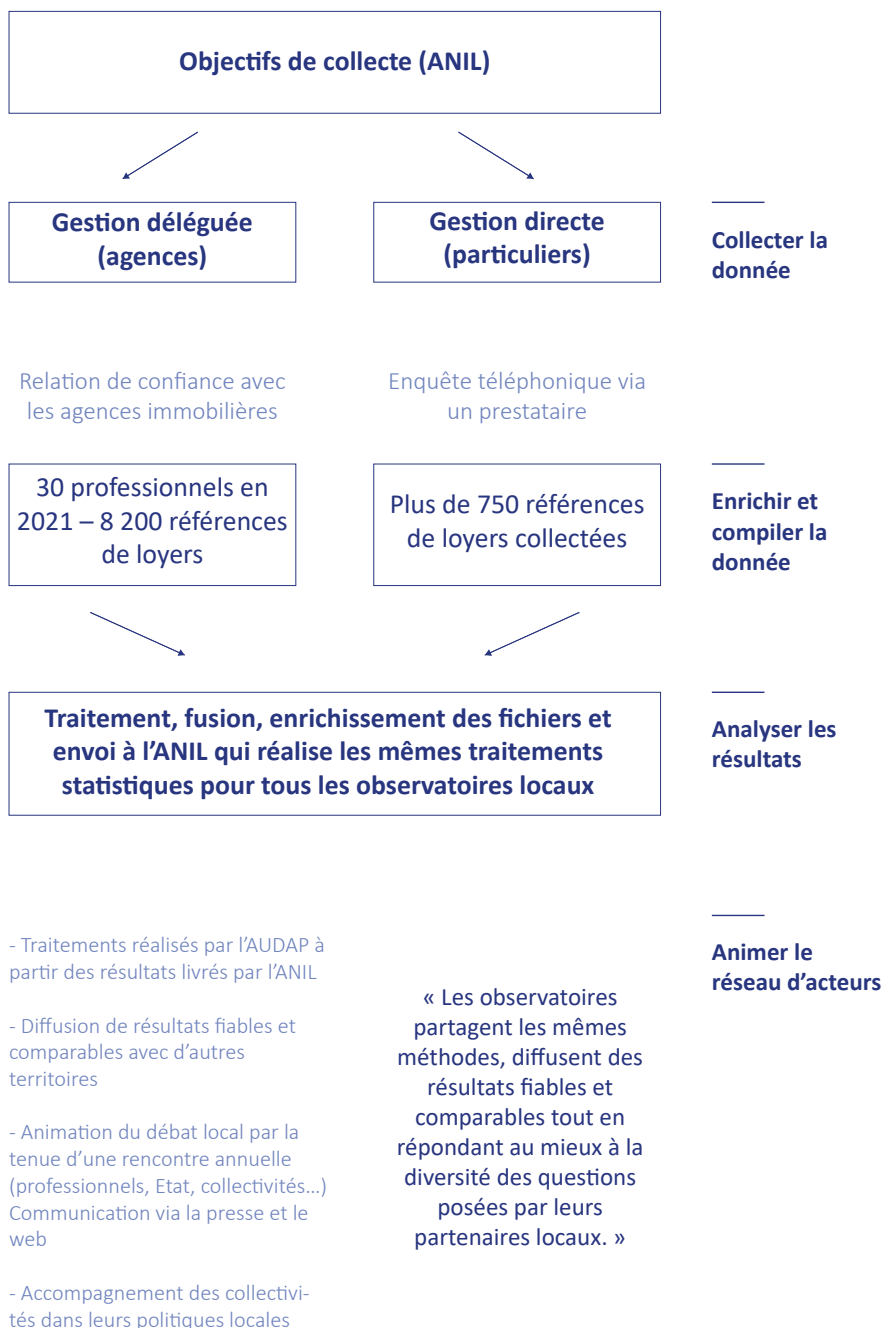 Objectifs de collecte (ANIL)
Gestion déléguée
(agences)
Gestion directe
(particuliers)
Collecter la
donnée
Relation de confiance avec
les agences immobilières
Enquête téléphonique via
un prestataire
30 professionnels en
2021 – 8 200 références
de loyers
Plus de 750 références
de loyers collectées
Enrichir et
compiler la
donnée
Traitement, fusion, enrichissement des fichiers et
envoi à l’ANIL qui réalise les mêmes traitements
statistiques pour tous les observatoires locaux
Analyser les
résultats
- Traitements réalisés par l’AUDAP à
partir des résultats livrés par l’ANIL
- Diffusion de résultats fiables et
comparables avec d’autres
territoires
- Animation du débat local par la
tenue d’une rencontre annuelle
(professionnels, Etat, collectivités...)
Communication via la presse et le
web
- Accompagnement des collectivi-
tés dans leurs politiques locales
« Les observatoires
partagent les mêmes
méthodes, diffusent des
résultats fiables et
comparables tout en
répondant au mieux à la
diversité des questions
posées par leurs
partenaires locaux. »
Animer le
réseau d’acteurs